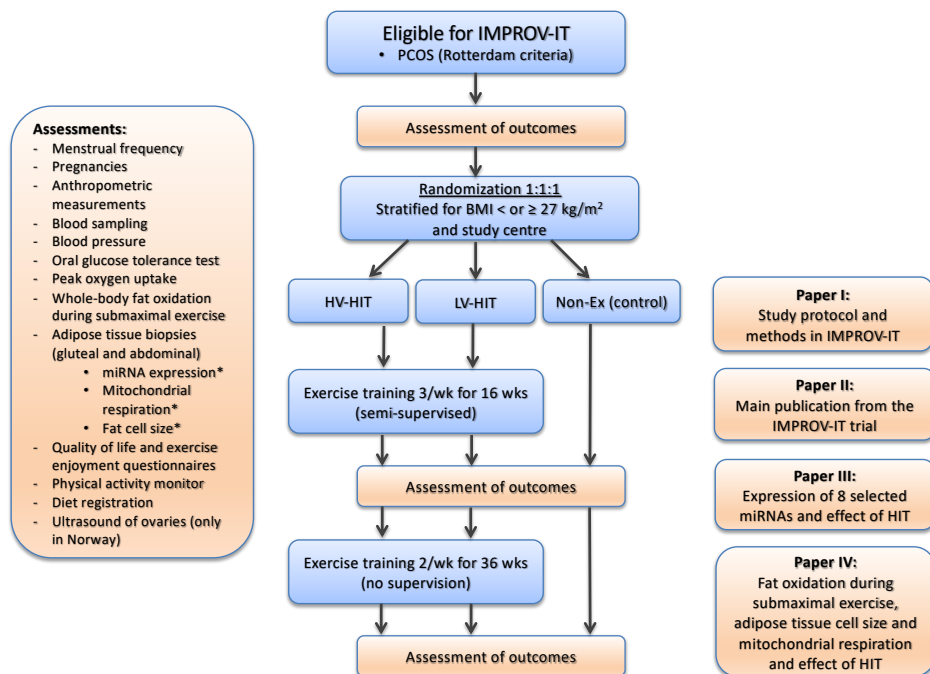 Eligible for IMPROV-IT
• PCOS (Rotterdam criteria)
Assessment of outcomes
Randomization 1:1:1
Stratified for BMI < or ≥ 27 kg/m²
and study centre
HV-HIT
LV-HIT
Non-Ex (control)
Exercise training 3/wk for 16 wks
(semi-supervised)
Assessment of outcomes
Exercise training 2/wk for 36 wks
(no supervision)
Assessment of outcomes
Assessments:
- Menstrual frequency
- Pregnancies
- Anthropometric
measurements
- Blood sampling
- Blood pressure
- Oral glucose tolerance test
- Peak oxygen uptake
- Whole-body fat oxidation
during submaximal exercise
- Adipose tissue biopsies
(gluteal and abdominal)
• miRNA expression*
• Mitochondrial
respiration*
• Fat cell size*
- Quality of life and exercise
enjoyment questionnaires
- Physical activity monitor
- Diet registration
- Ultrasound of ovaries (only
in Norway)
Paper I:
Study protocol and
methods in IMPROV-IT
Paper II:
Main publication from the
IMPROV-IT trial
Paper III:
Expression of 8 selected
miRNAs and effect of HIT
Paper IV:
Fat oxidation during
submaximal exercise,
adipose tissue cell size and
mitochondrial respiration
and effect of HIT